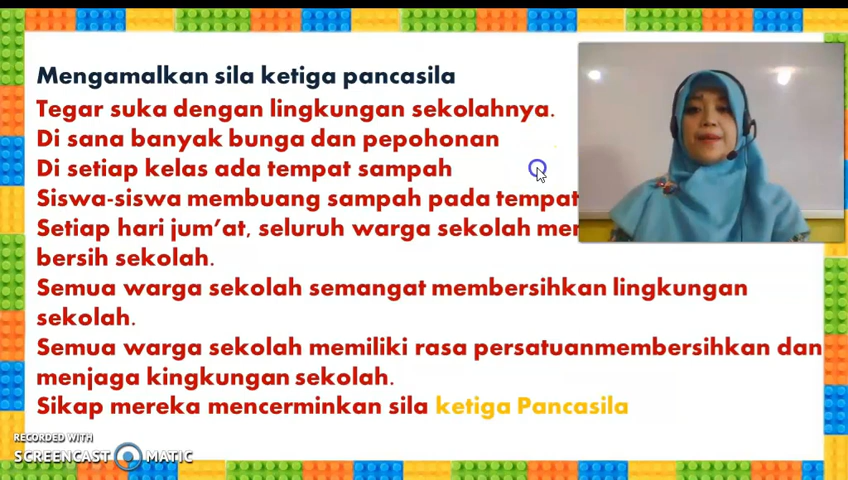 Mengamalkan sila ketiga pancasila
Tegar suka dengan lingkungan sekolahnya.
Di sana banyak bunga dan pepohonan
Di setiap kelas ada tempat sampah
Siswa-siswa membuang sampah pada tempat
Setiap hari jum'at, seluruh warga sekolah
bersih sekolah.
Semua warga sekolah semangat membersihkan lingkungan
sekolah.
Semua warga sekolah memiliki rasa persatuanmembersihkan dan
menjaga kingkungan sekolah.
Sikap mereka mencerminkan sila ketiga Pancasila
RECORDED WITH
SCREENCAST MATIC